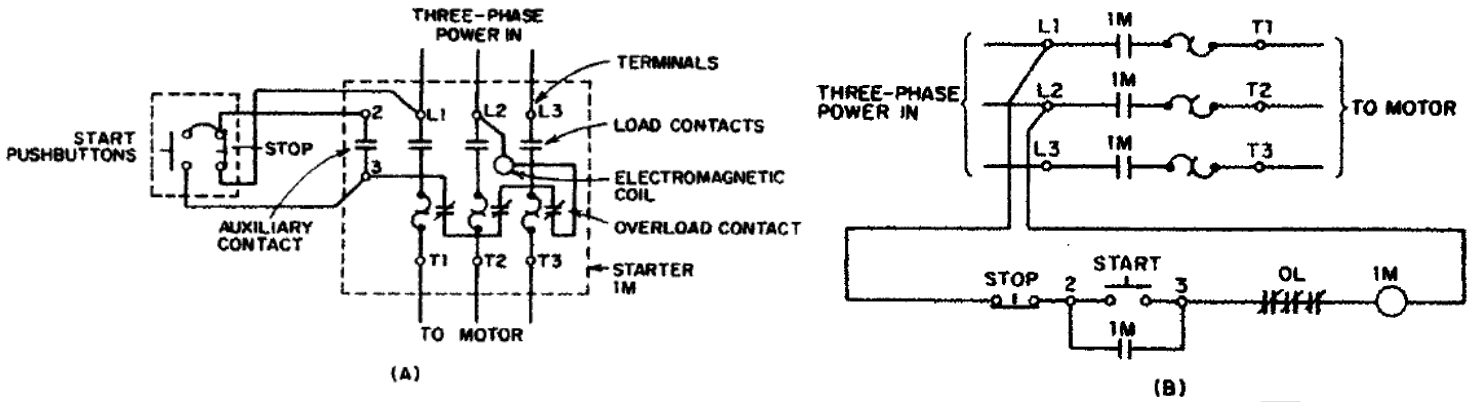 THREE-PHASE
POWER IN
TERMINALS
2
L1
L2
L3
LOAD CONTACTS
START
PUSHBUTTONS
STOP
3
ELECTROMAGNETIC
COIL
AUXILIARY
CONTACT
OVERLOAD CONTACT
T1
T2
T3
STARTER
1M
TO MOTOR
(A)
L1
1M
T1
THREE-PHASE
POWER IN
L2
1M
T2
TO MOTOR
L3
1M
T3
STOP
2
START
3
OL
1M
1M
(B)